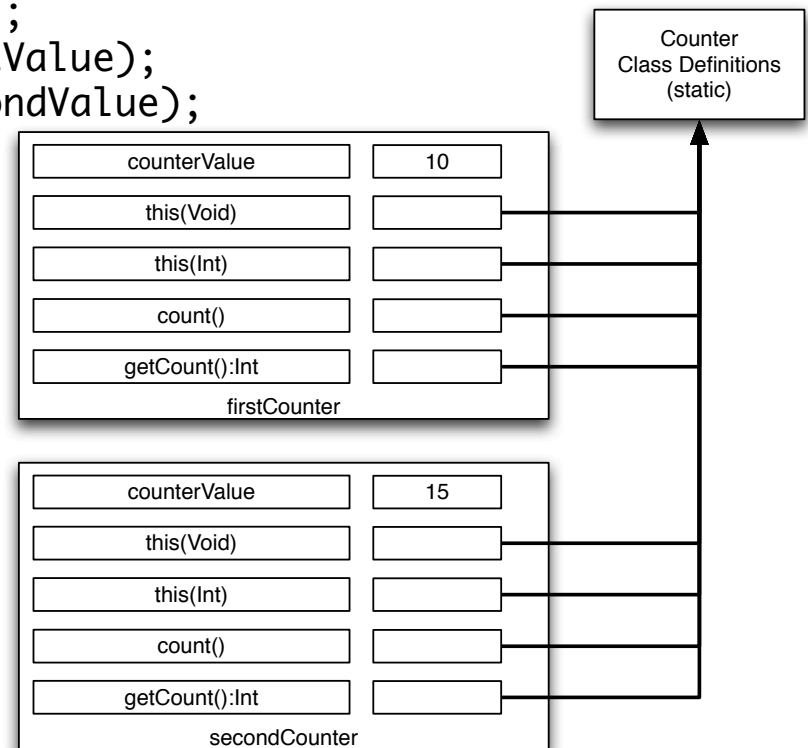 ;
Value);
ondValue);
Counter
Class Definitions
(static)
counterValue 10
this(Void)
this(Int)
count()
getCount():Int
firstCounter
counterValue 15
this(Void)
this(Int)
count()
getCount():Int
secondCounter